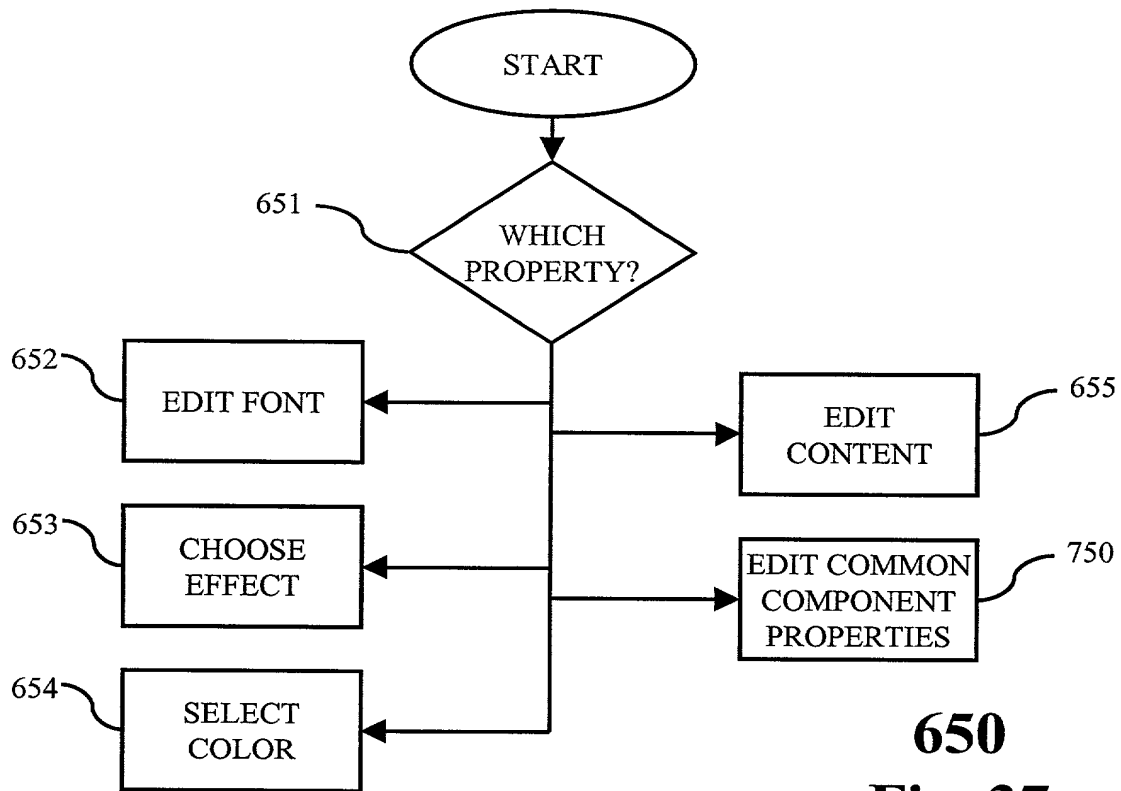 START
651
WHICH
PROPERTY?
652
EDIT FONT
655
EDIT
CONTENT
653
CHOOSE
EFFECT
750
EDIT COMMON
COMPONENT
PROPERTIES
654
SELECT
COLOR
650